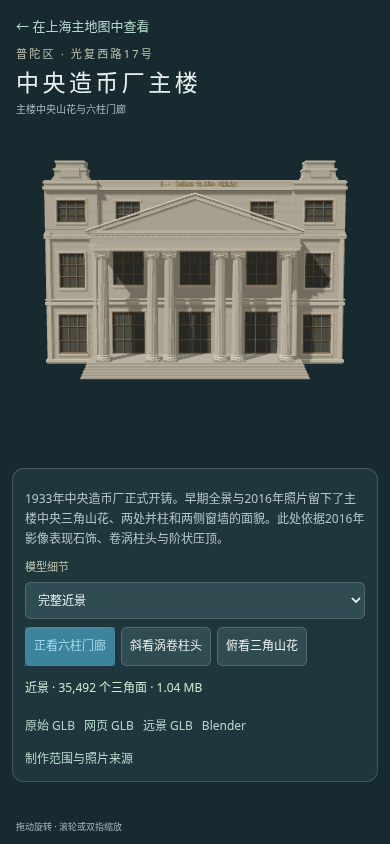 ← 在上海主地图中查看
普陀区 · 光复西路17号
中央造币厂主楼
主楼中央山花与六柱门廊
1933年中央造币厂正式开铸。早期全景与2016年照片留下了主
楼中央三角山花、两处并柱和两侧窗墙的面貌。此处依据2016年
影像表现石饰、卷涡柱头与阶状压顶。
模型细节
完整近景
正看六柱门廊 斜看涡卷柱头 俯看三角山花
近景 · 35,492 个三角面 · 1.04 MB
原始 GLB 网页 GLB 远景 GLB Blender
制作范围与照片来源
拖动旋转 · 滚轮或双指缩放